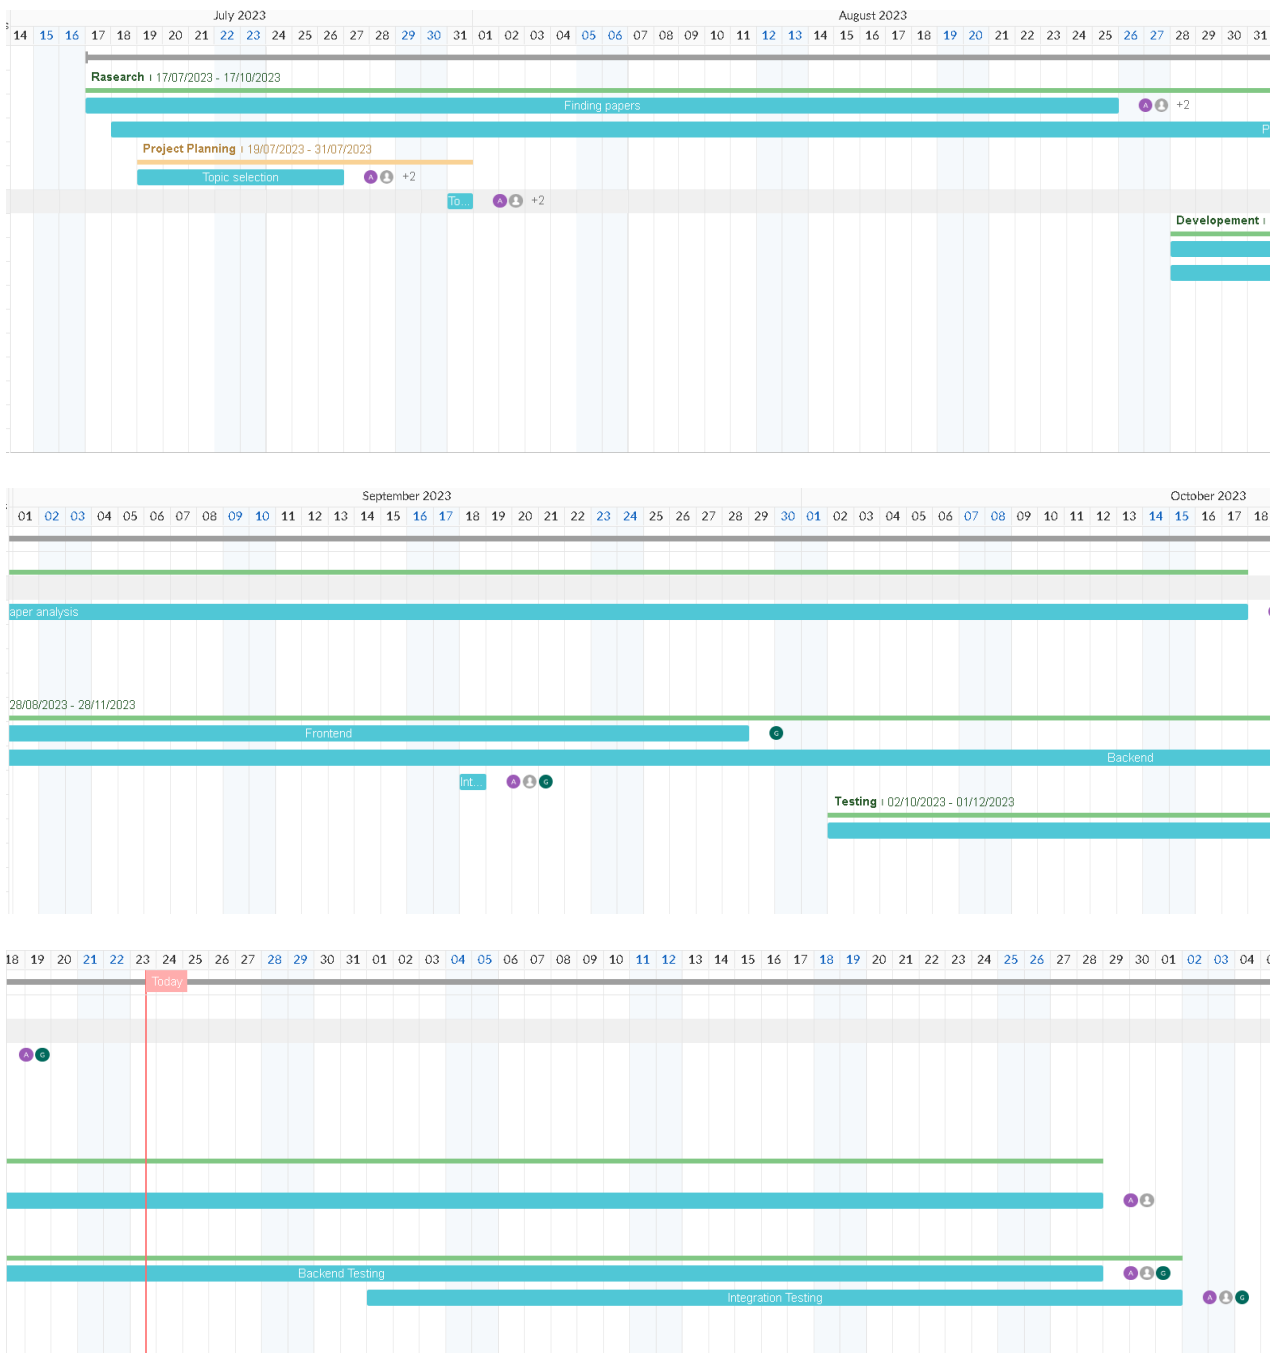 July 2023 August 2023
14 15 16 17 18 19 20 21 22 23 24 25 26 27 28 29 30 31 01 02 03 04 05 06 07 08 09 10 11 12 13 14 15 16 17 18 19 20 21 22 23 24 25 26 27 28 29 30 31
Rasearch 17/07/2023 - 17/10/2023
Finding papers A +2
P
Project Planning 19/07/2023 - 31/07/2023
Topic selection A +2
To... A +2
Developement
September 2023 October 2023
01 02 03 04 05 06 07 08 09 10 11 12 13 14 15 16 17 18 19 20 21 22 23 24 25 26 27 28 29 30 01 02 03 04 05 06 07 08 09 10 11 12 13 14 15 16 17 18
aper analysis
28/08/2023 - 28/11/2023
Frontend G
Backend
Int... A G
Testing 02/10/2023 - 01/12/2023
18 19 20 21 22 23 24 25 26 27 28 29 30 31 01 02 03 04 05 06 07 08 09 10 11 12 13 14 15 16 17 18 19 20 21 22 23 24 25 26 27 28 29 30 01 02 03 04
Today
A G
A
Backend Testing A G
Integration Testing A G